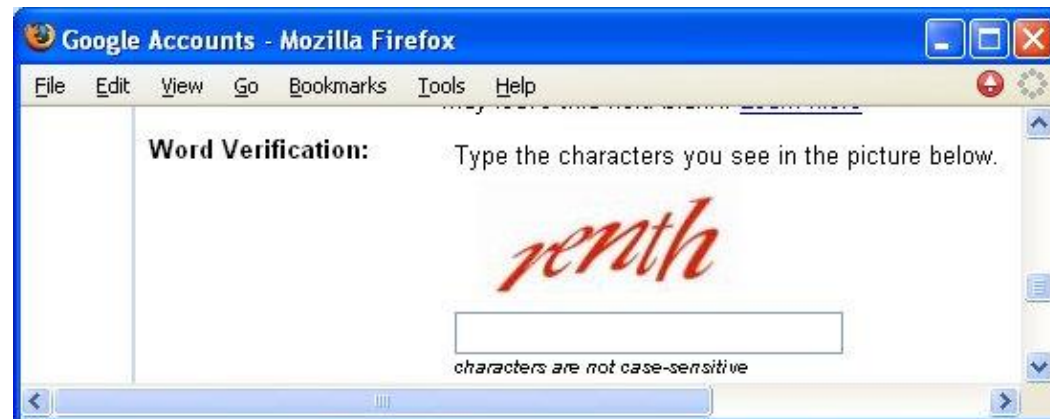 Google Accounts - Mozilla Firefox
File Edit View Go Bookmarks Tools Help
Word Verification: Type the characters you see in the picture below.
renth
characters are not case-sensitive